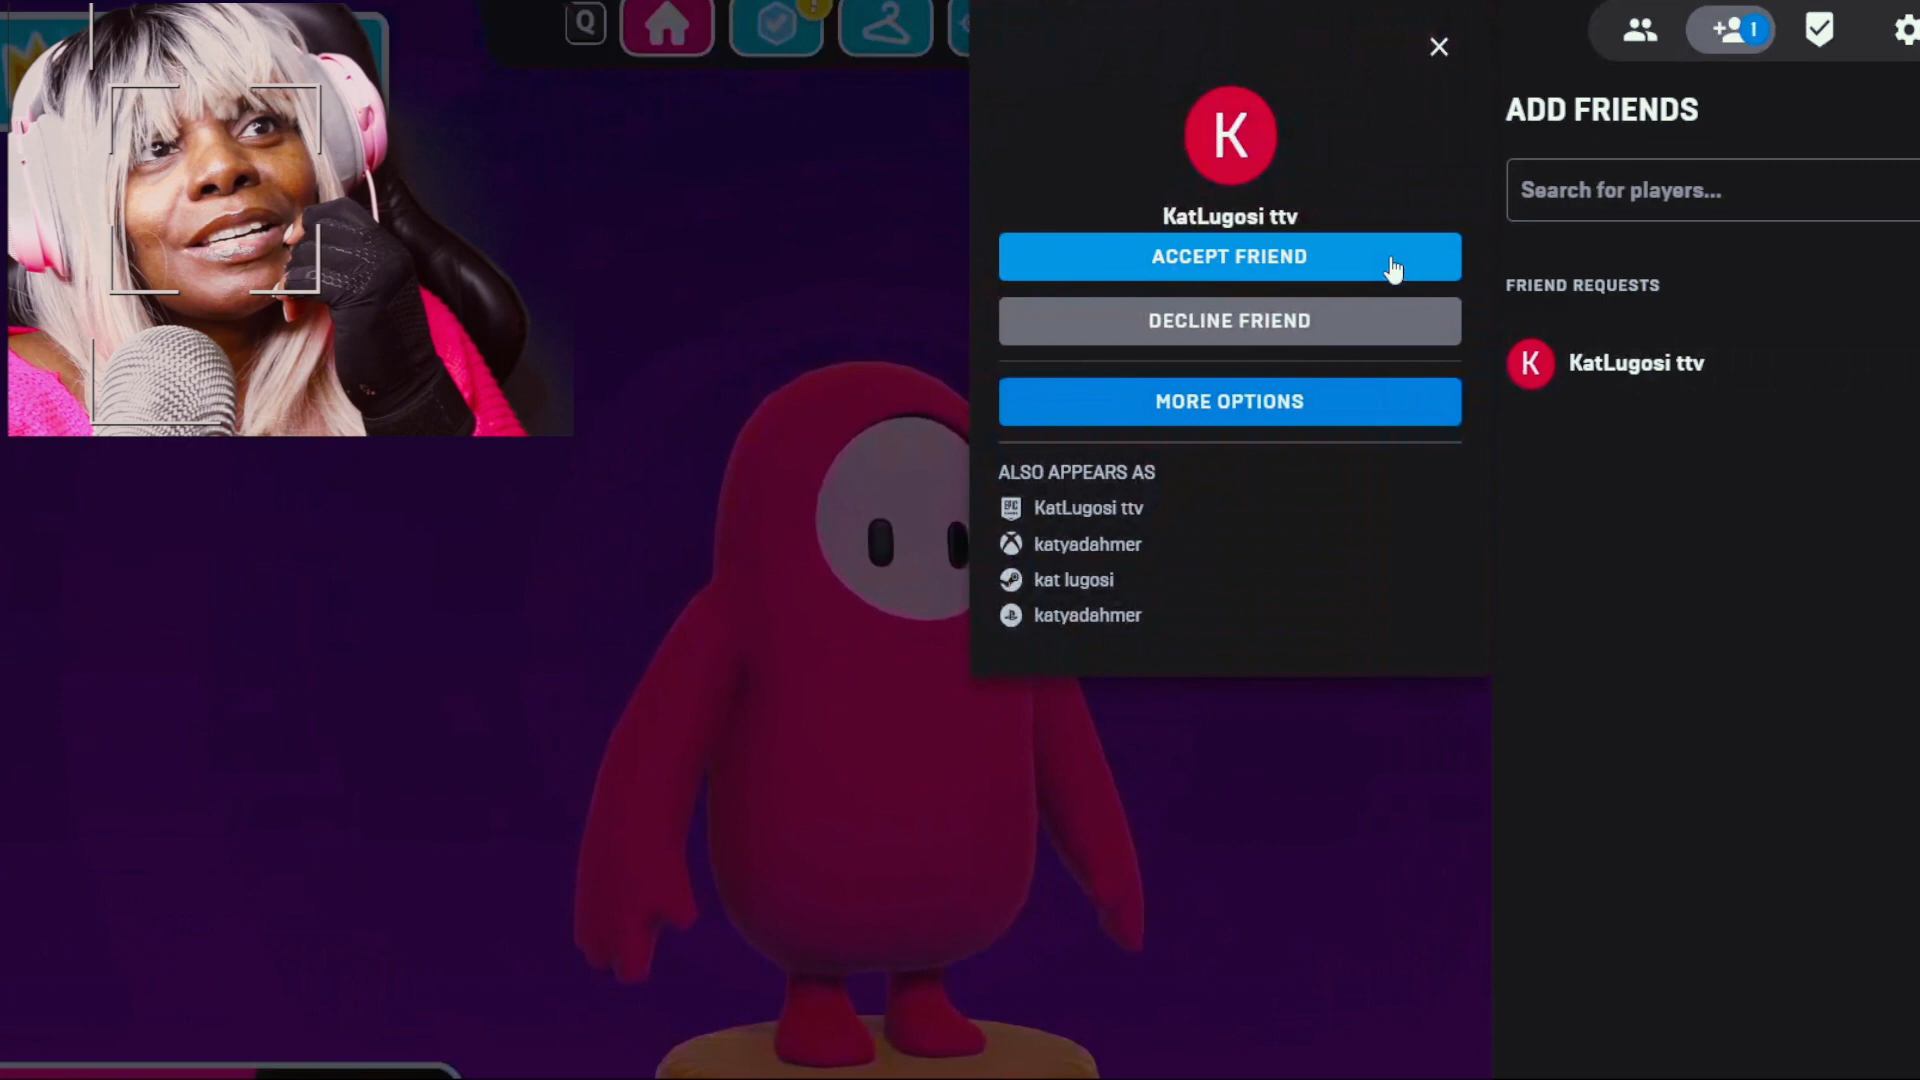 Q
K
KatLugosi ttv
ACCEPT FRIEND
DECLINE FRIEND
MORE OPTIONS
ALSO APPEARS AS
EPIC
KatLugosi ttv
katyadahmer
kat lugosi
katyadahmer
1
ADD FRIENDS
Search for players...
FRIEND REQUESTS
K
KatLugosi ttv